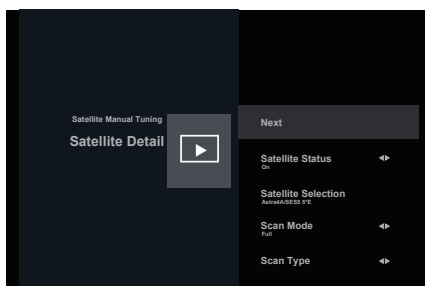 Satellite Manual Tuning
Satellite Detail
Next
Satellite Status
On
Satellite Selection
Astra4A/SES5 5°E
Scan Mode
Full
Scan Type